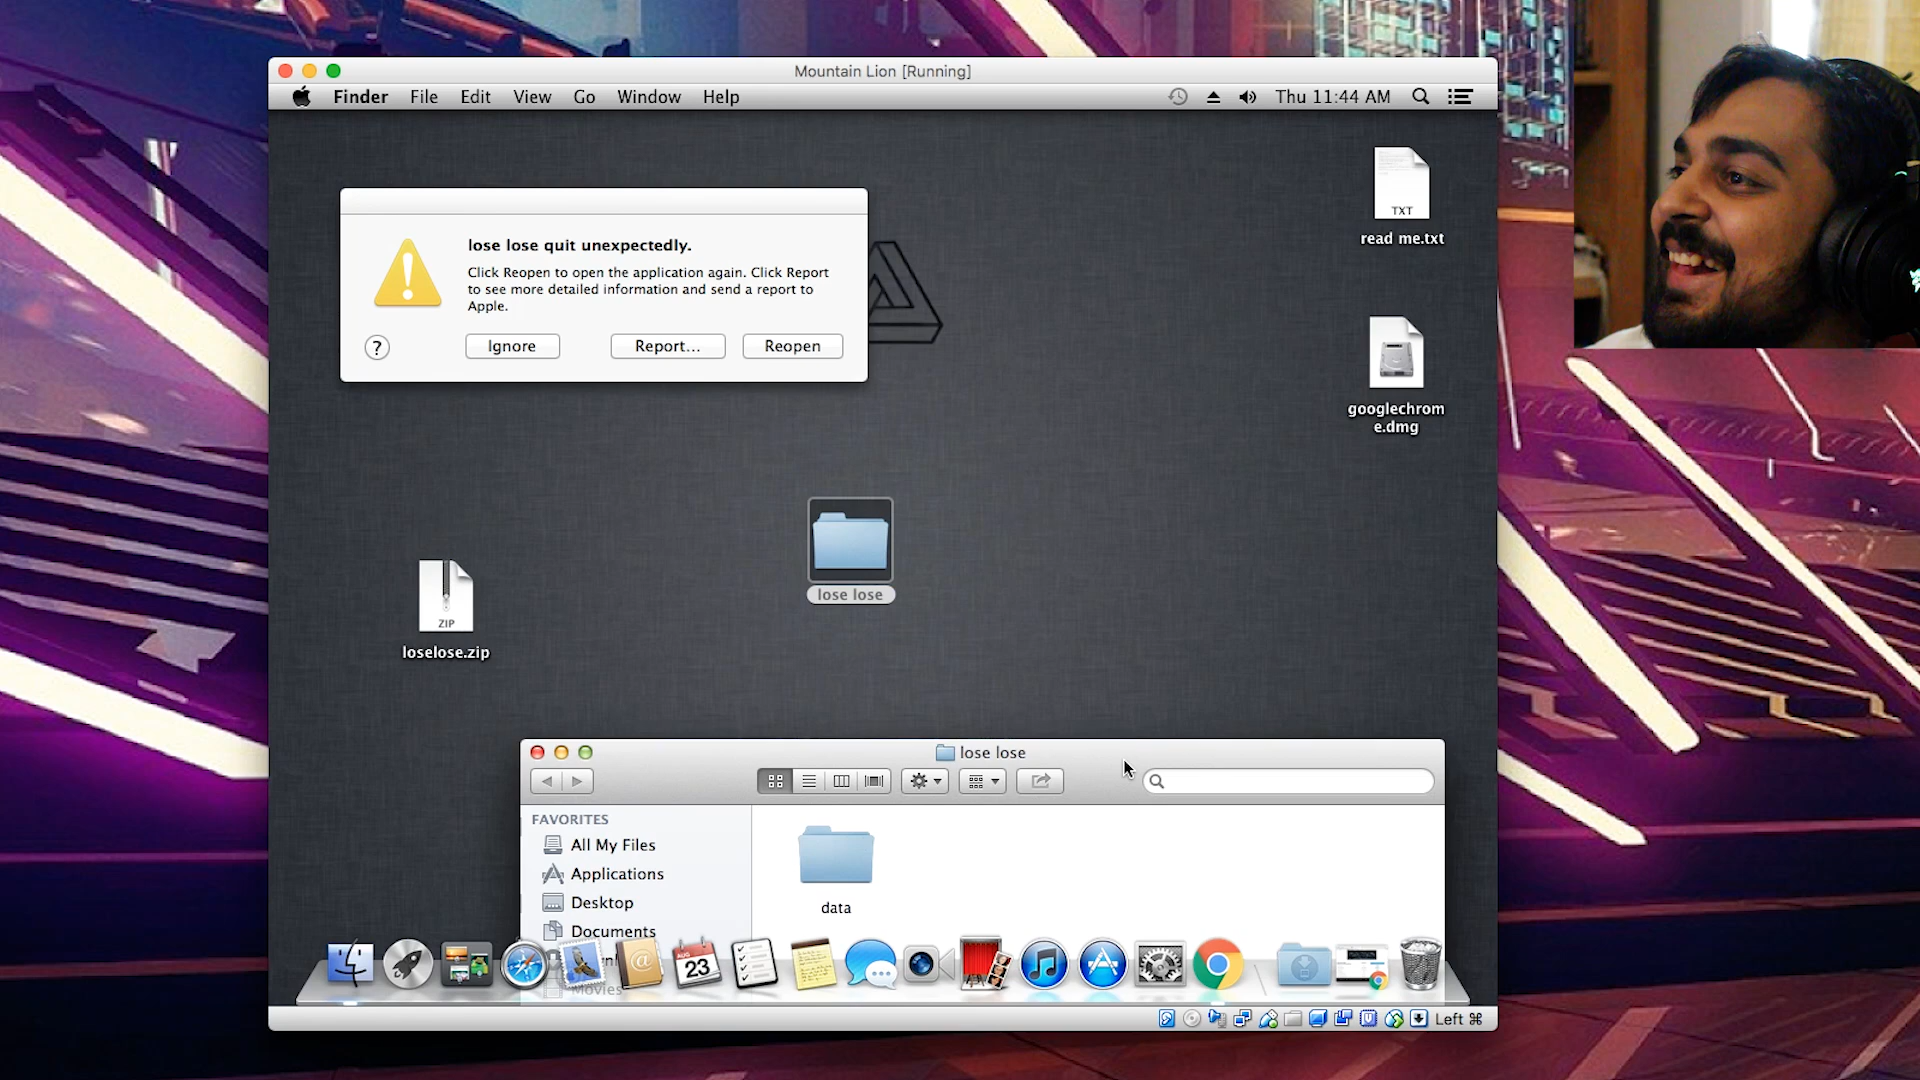 Mountain Lion [Running]
Finder File Edit View Go Window Help
Thu 11:44 AM
TXT
read me.txt
lose lose quit unexpectedly.
Click Reopen to open the application again. Click Report
to see more detailed information and send a report to
Apple.
? Ignore Report... Reopen
googlechrom
e.dmg
lose lose
ZIP
loselose.zip
lose lose
FAVORITES
All My Files
Applications
Desktop
Documents
Movies
data
AUG
23
Left ⌘